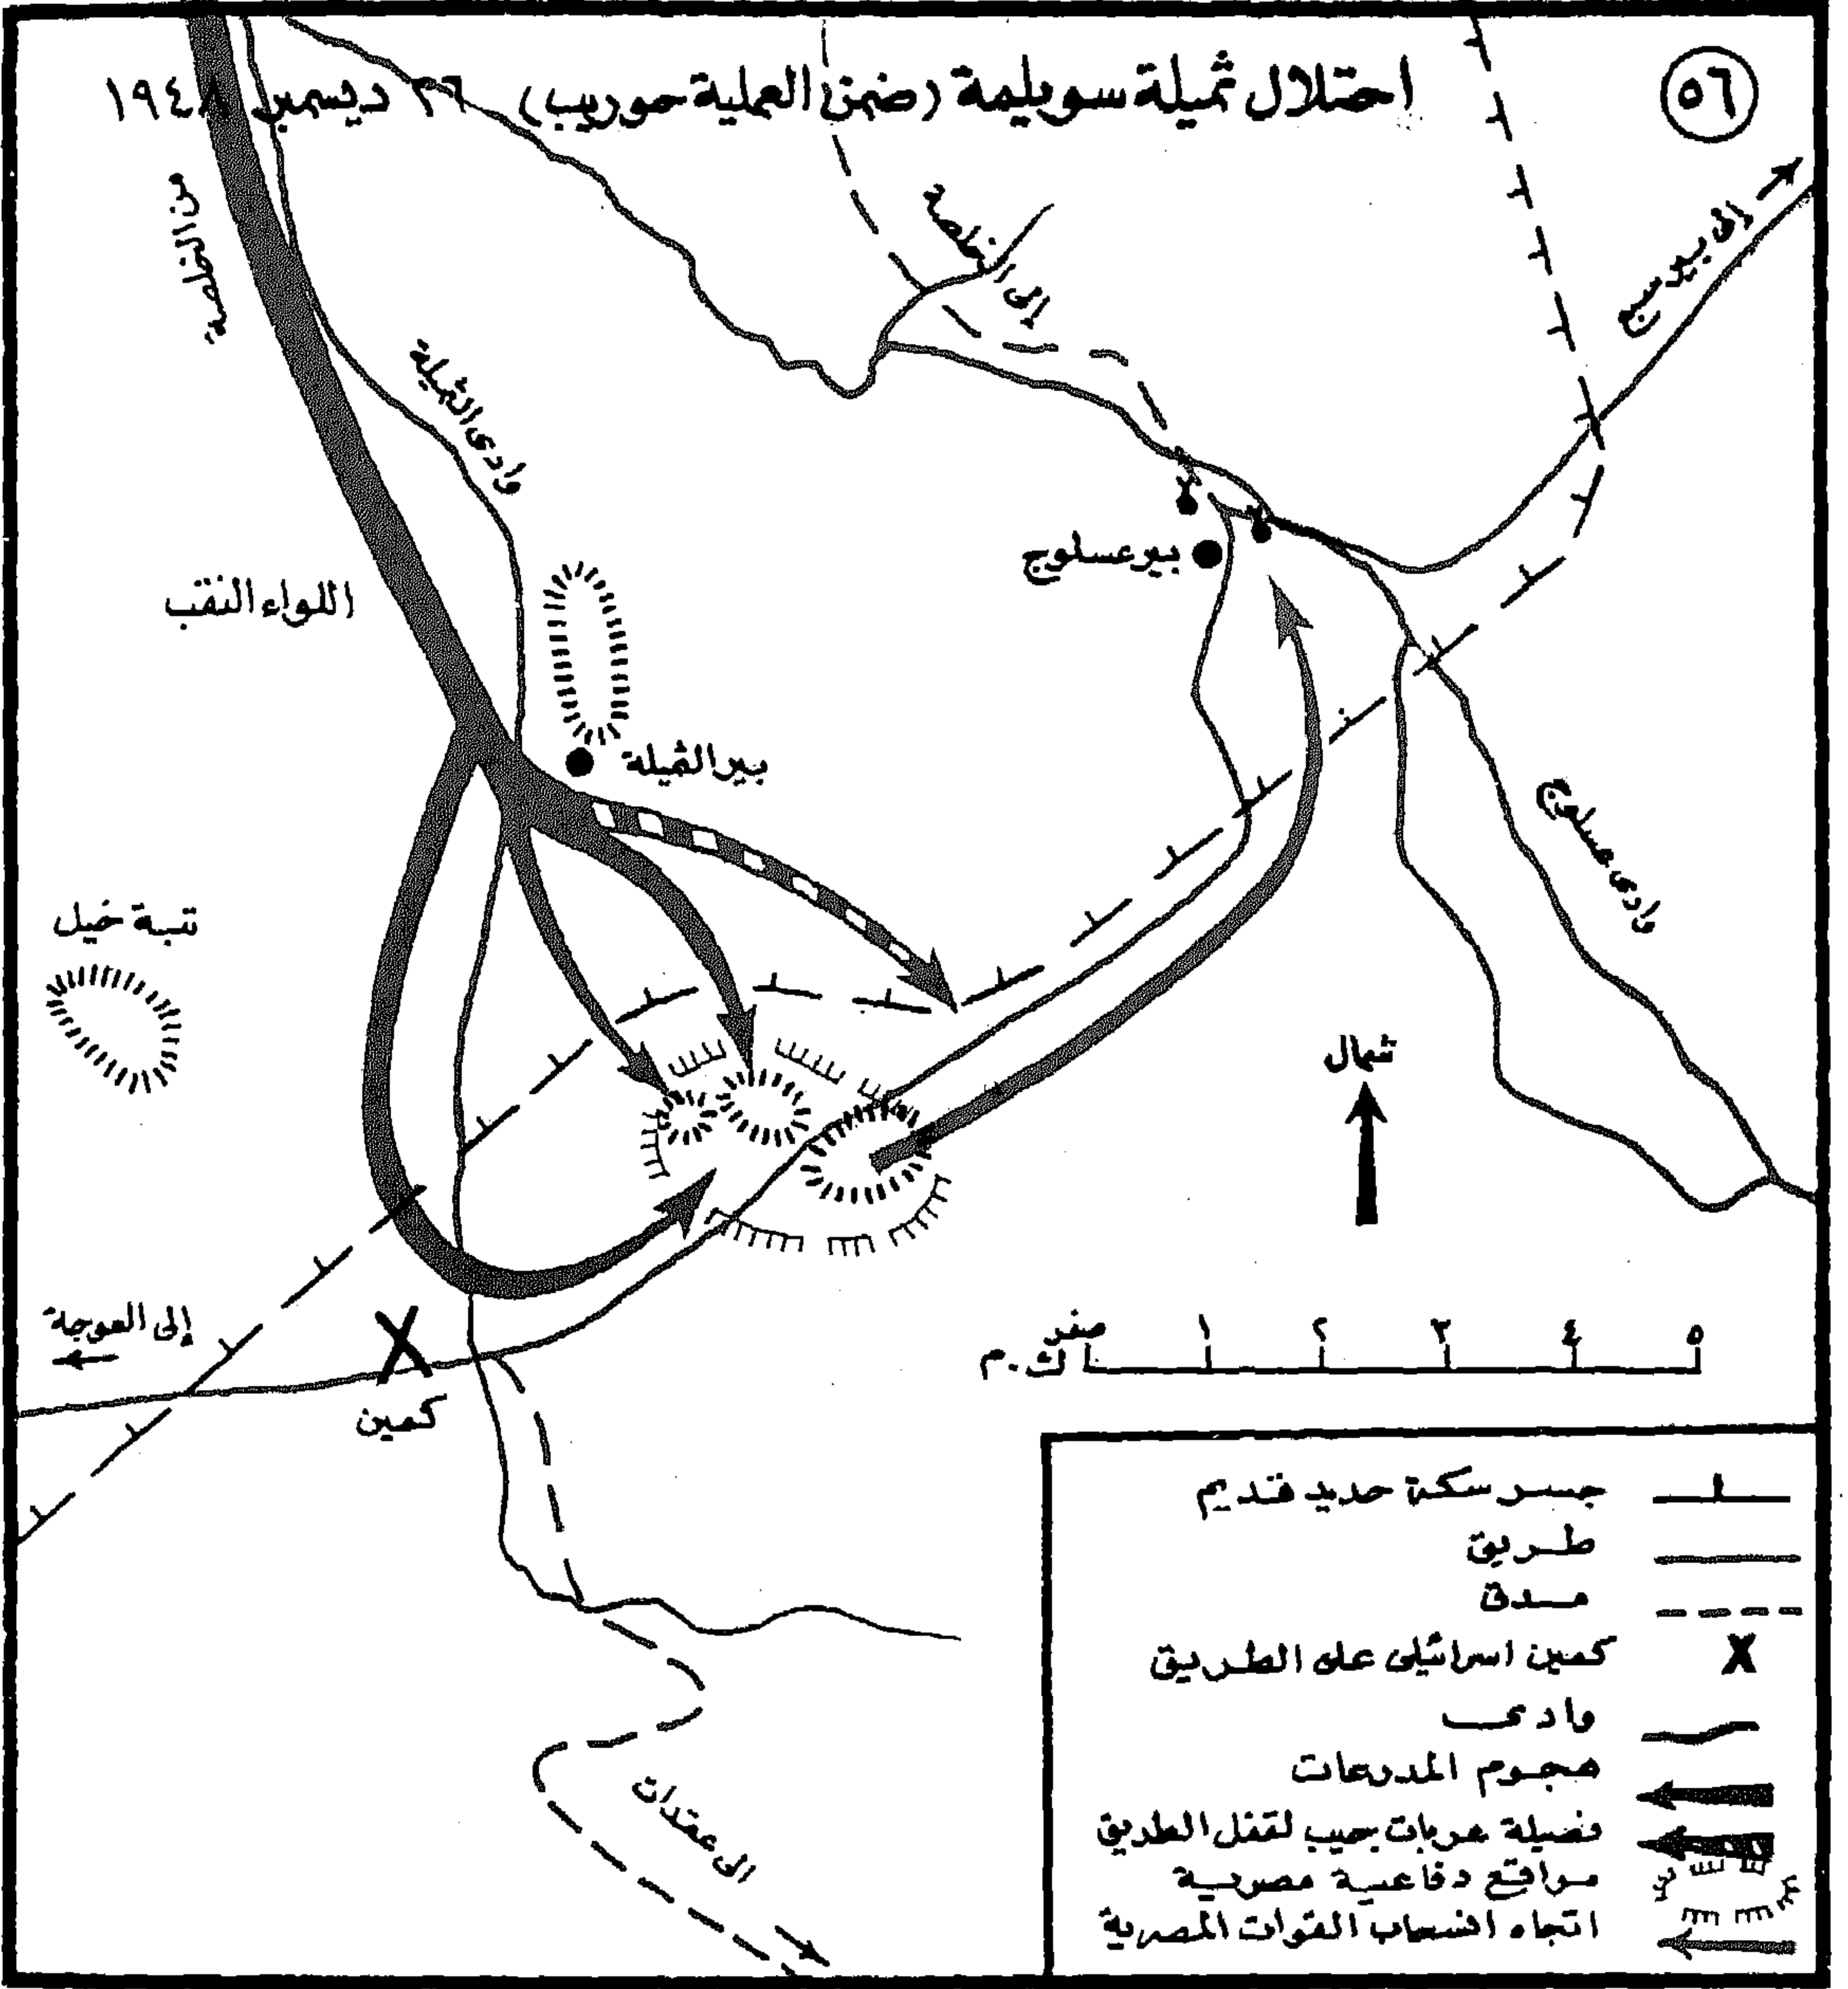 ٥٦
احتلال ثميلة سويلمة (ضمن العملية حوريب) ٢٦ ديسمبر ١٩٤٨
من الخلصة
إلى الخلصة
إلى بير سبع
وادى الثميلة
بير عسلوج
اللواء النقب
بير الثميلة
وادى عسلوج
تبة خيل
شمال
إلى العوجة
كمين
صفر ١ ٢ ٣ ٤ ٥
ك.م
إلى عقدات
جسر سكة حديد قديم
طريق
مدق
كمين اسرائيلى على الطريق
وادى
هجوم المدرعات
فصيلة عربات جيب لقفل الطريق
مواقع دفاعية مصرية
اتجاه انسحاب القوات المصرية